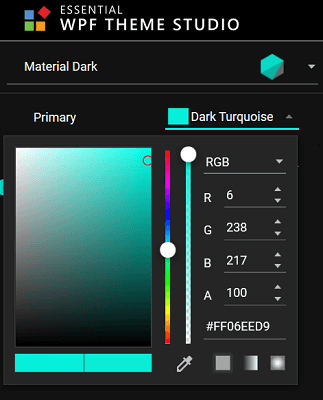 ESSENTIAL
WPF THEME STUDIO
Material Dark
Primary
Dark Turquoise
RGB
R 6
G 238
B 217
A 100
#FF06EED9